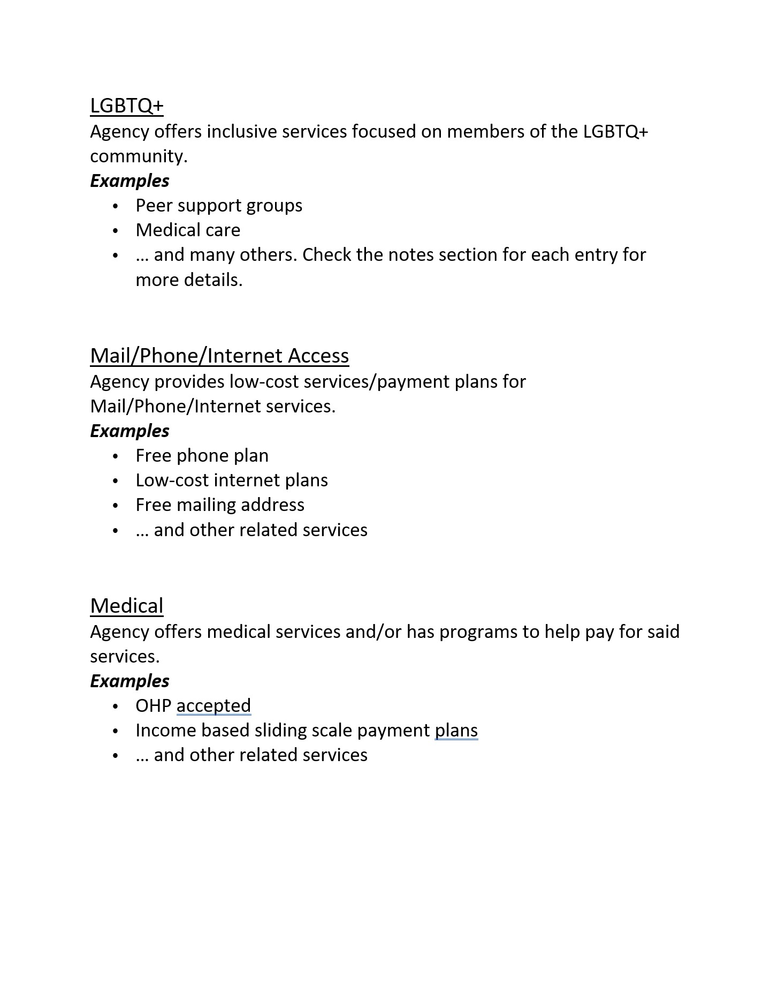 LGBTQ+
Agency offers inclusive services focused on members of the LGBTQ+
community.
Examples
• Peer support groups
• Medical care
• … and many others. Check the notes section for each entry for
more details.
Mail/Phone/Internet Access
Agency provides low-cost services/payment plans for
Mail/Phone/Internet services.
Examples
• Free phone plan
• Low-cost internet plans
• Free mailing address
• … and other related services
Medical
Agency offers medical services and/or has programs to help pay for said
services.
Examples
• OHP accepted
• Income based sliding scale payment plans
• … and other related services